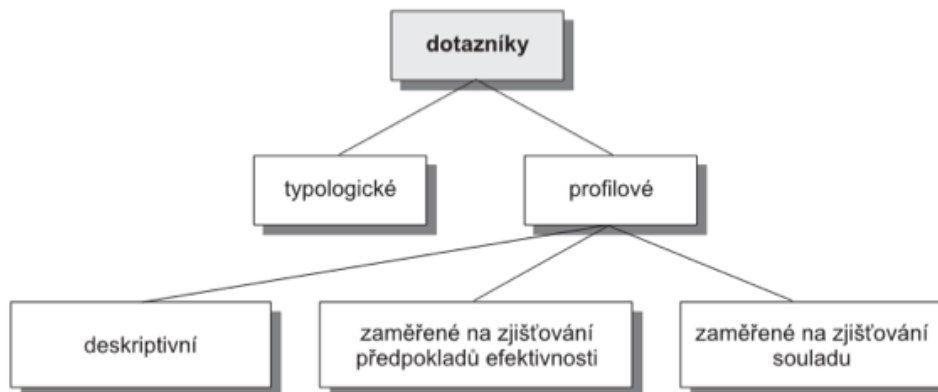 dotazníky
typologické
profilové
deskriptivní
zaměřené na zjišťování
předpokladů efektivnosti
zaměřené na zjišťování
souladu